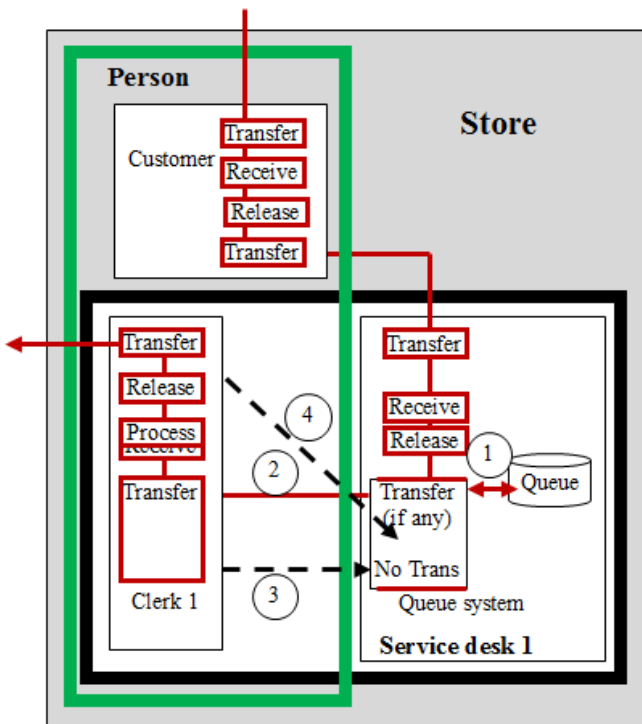 Person
Store
Customer
Transfer
Receive
Release
Transfer
Transfer
Release
Process
Receive
Transfer
Clerk 1
4
2
3
Transfer
Receive
Release
1
Queue
Transfer
(if any)
No Trans
Queue system
Service desk 1